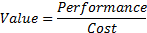 Value = Performance / Cost